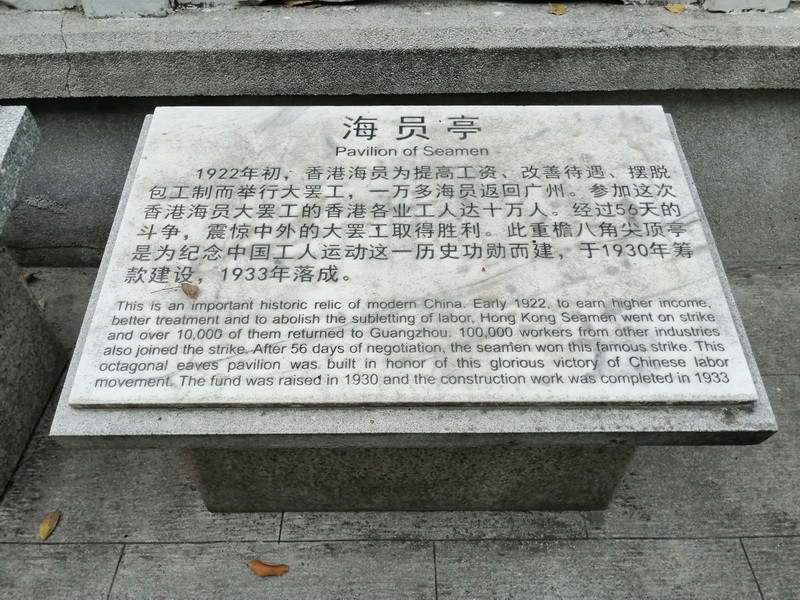 海员亭
Pavilion of Seamen
1922年初，香港海员为提高工资、改善待遇、摆脱
包工制而举行大罢工，一万多海员返回广州。参加这次
香港海员大罢工的香港各业工人达十万人。经过56天的
斗争，震惊中外的大罢工取得胜利。此重檐八角尖顶亭
是为纪念中国工人运动这一历史功勋而建，于1930年筹
款建设，1933年落成。
This is an important historic relic of modern China. Early 1922, to earn higher income,
better treatment and to abolish the subletting of labor, Hong Kong Seamen went on strike
and over 10,000 of them returned to Guangzhou. 100,000 workers from other industries
also joined the strike. After 56 days of negotiation, the seamen won this famous strike. This
octagonal eaves pavilion was built in honor of this glorious victory of Chinese labor
movement. The fund was raised in 1930 and the construction work was completed in 1933